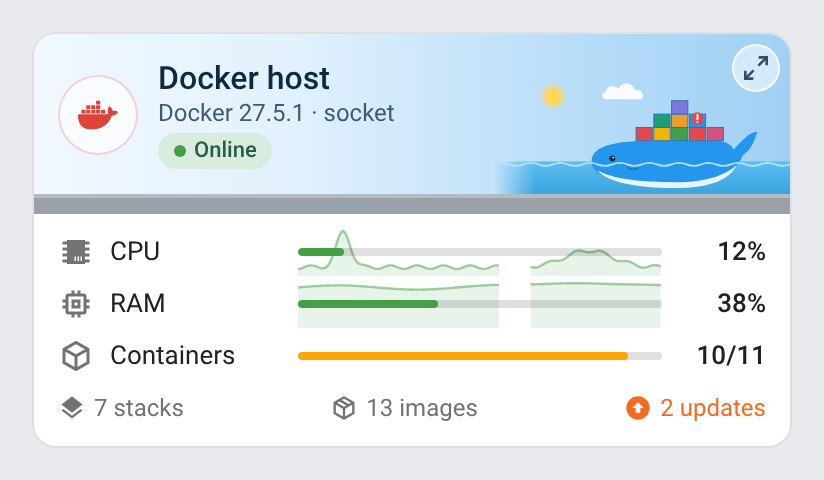 Docker host
Docker 27.5.1 · socket
Online
!
CPU 12%
RAM 38%
Containers 10/11
7 stacks 13 images 2 updates